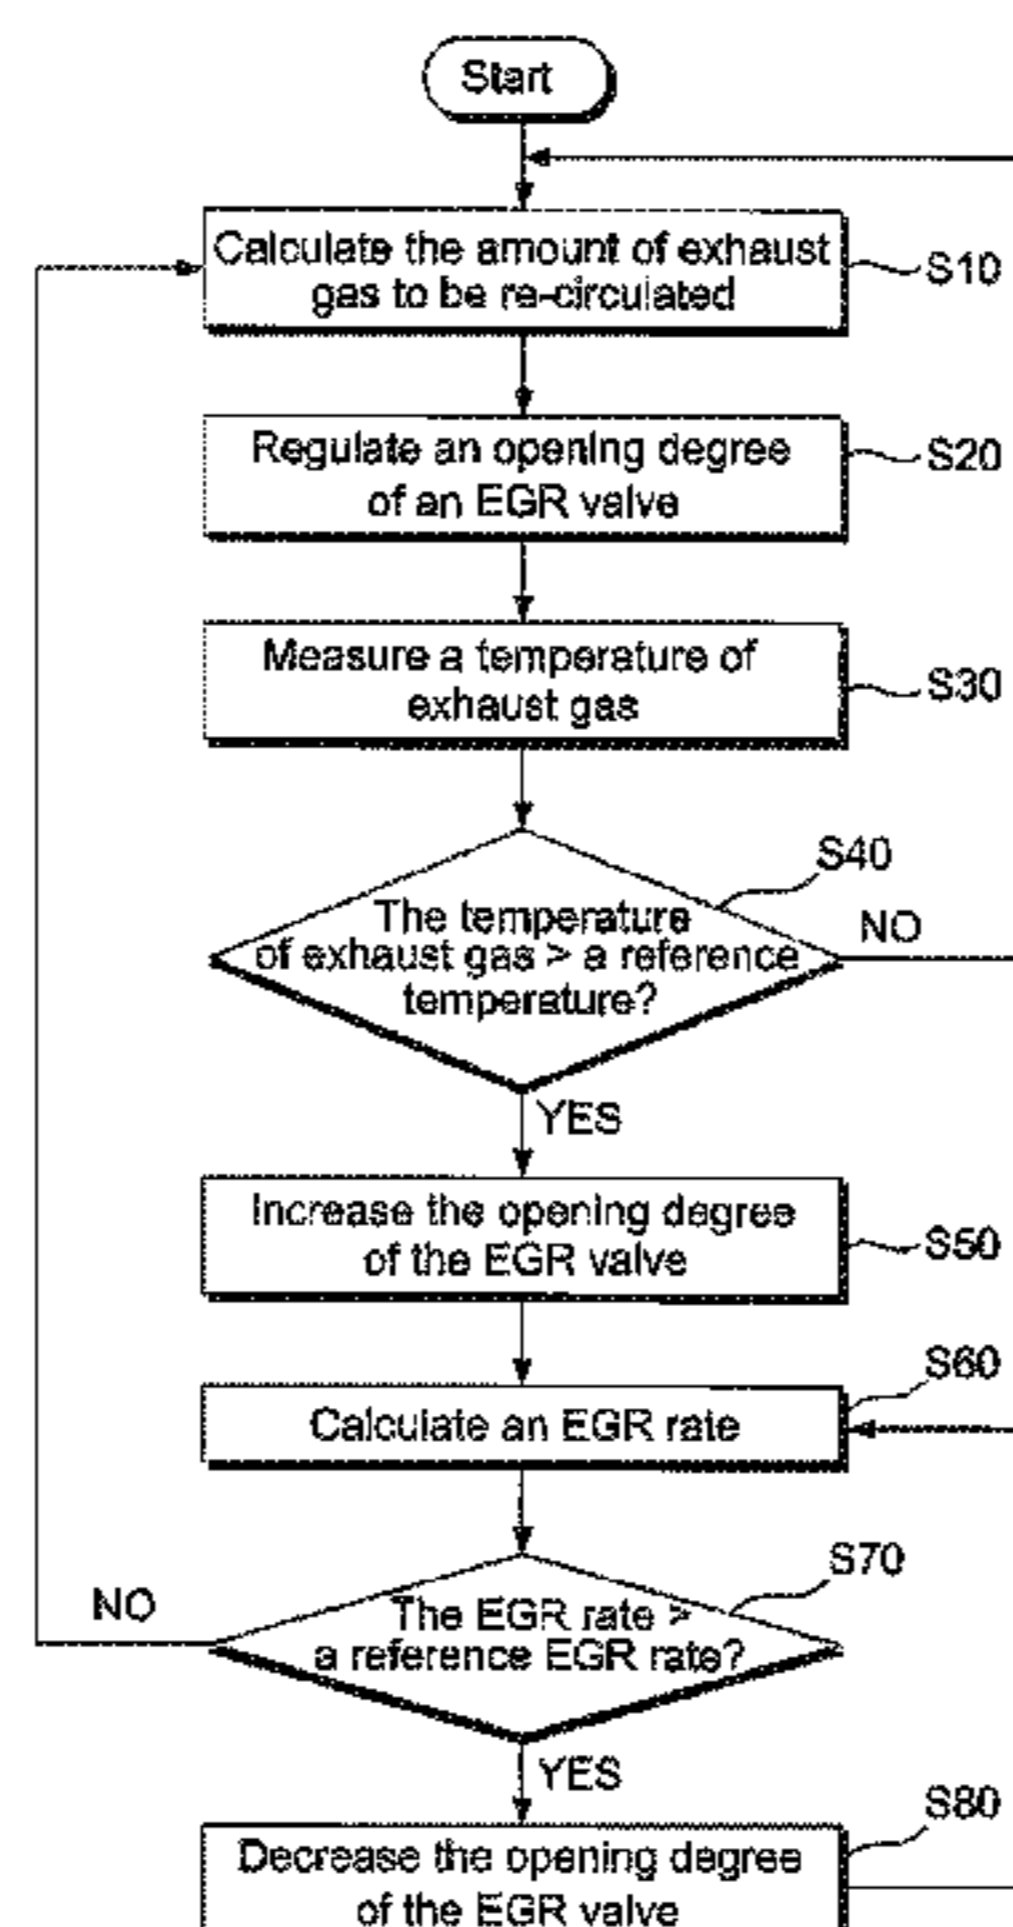 Start
Calculate the amount of exhaust
gas to be re-circulated
S10
Regulate an opening degree
of an EGR valve
S20
Measure a temperature of
exhaust gas
S30
S40
The temperature
of exhaust gas > a reference
temperature?
NO
YES
Increase the opening degree
of the EGR valve
S50
S60
Calculate an EGR rate
S70
The EGR rate >
a reference EGR rate?
NO
YES
S80
Decrease the opening degree
of the EGR valve